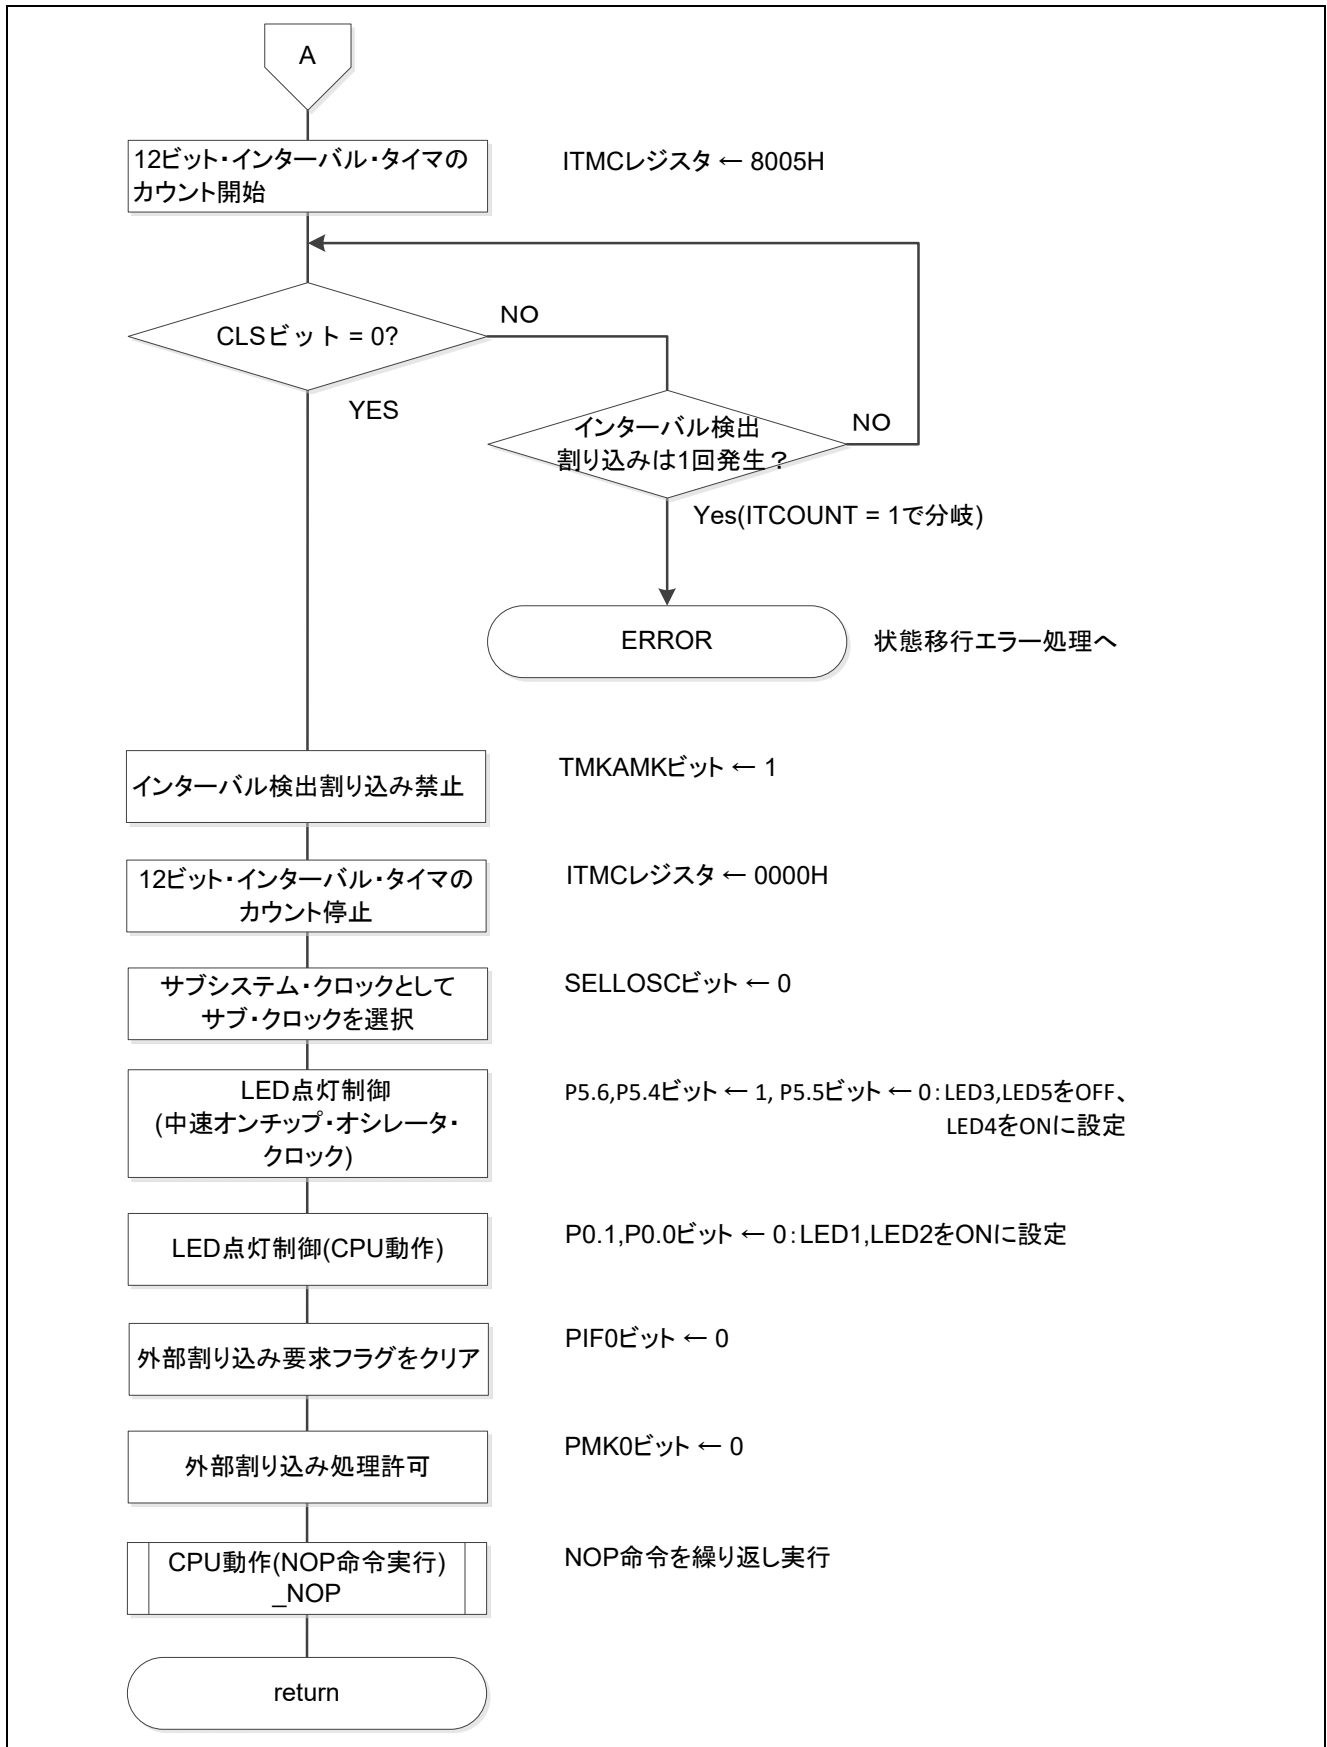 A
12ビット・インターバル・タイマの
カウント開始
ITMCレジスタ ← 8005H
CLSビット = 0?
NO
YES
インターバル検出
割り込みは1回発生？
NO
Yes(ITCOUNT = 1で分岐)
ERROR
状態移行エラー処理へ
インターバル検出割り込み禁止
TMKAMKビット ← 1
12ビット・インターバル・タイマの
カウント停止
ITMCレジスタ ← 0000H
サブシステム・クロックとして
サブ・クロックを選択
SELLOSCビット ← 0
LED点灯制御
(中速オンチップ・オシレータ・
クロック)
P5.6,P5.4ビット ← 1, P5.5ビット ← 0：LED3,LED5をOFF、
LED4をONに設定
LED点灯制御(CPU動作)
P0.1,P0.0ビット ← 0：LED1,LED2をONに設定
外部割り込み要求フラグをクリア
PIF0ビット ← 0
外部割り込み処理許可
PMK0ビット ← 0
CPU動作(NOP命令実行)
_NOP
NOP命令を繰り返し実行
return